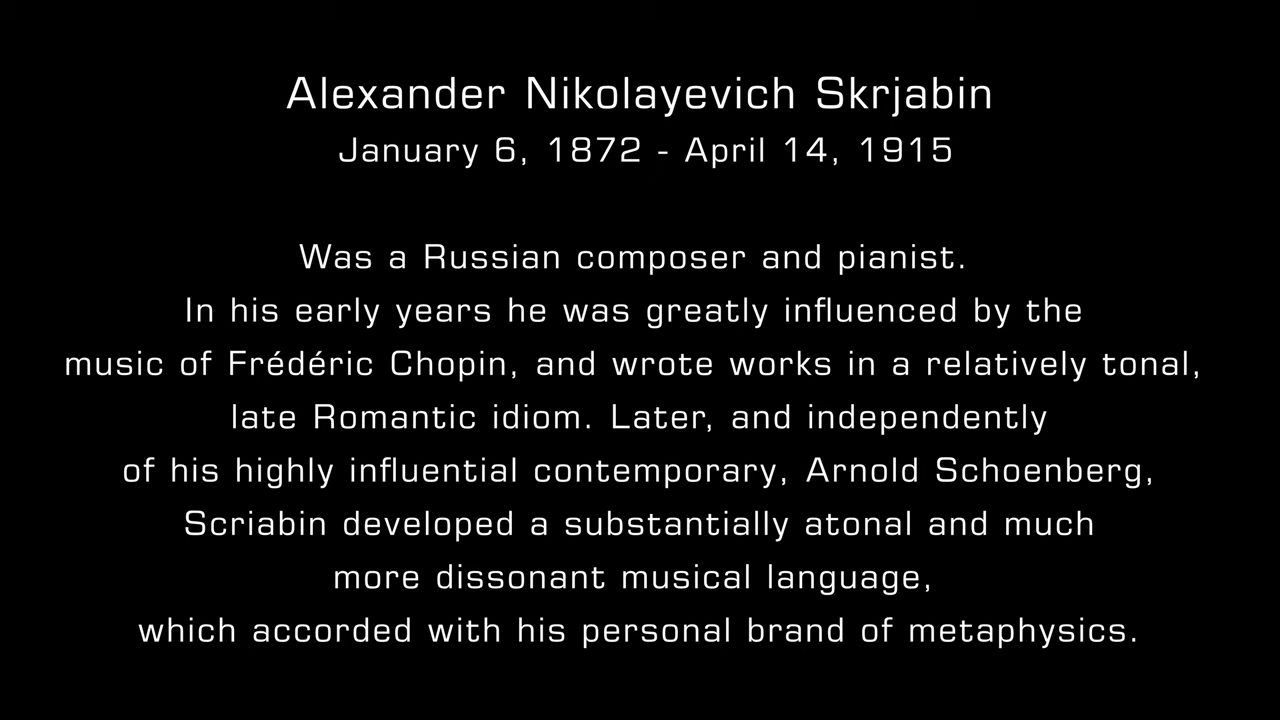 Alexander Nikolayevich Skrjabin
January 6, 1872 - April 14, 1915
Was a Russian composer and pianist.
In his early years he was greatly influenced by the
music of Frédéric Chopin, and wrote works in a relatively tonal,
late Romantic idiom. Later, and independently
of his highly influential contemporary, Arnold Schoenberg,
Scriabin developed a substantially atonal and much
more dissonant musical language,
which accorded with his personal brand of metaphysics.